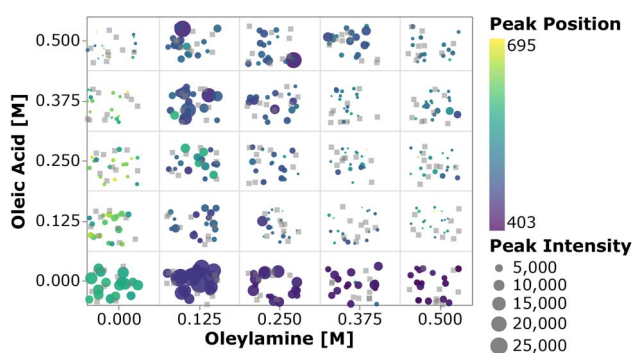 Peak Position
695
403
Peak Intensity
5,000
10,000
15,000
20,000
25,000
Oleic Acid [M]
0.500
0.375
0.250
0.125
0.000
0.000 0.125 0.250 0.375 0.500
Oleylamine [M]